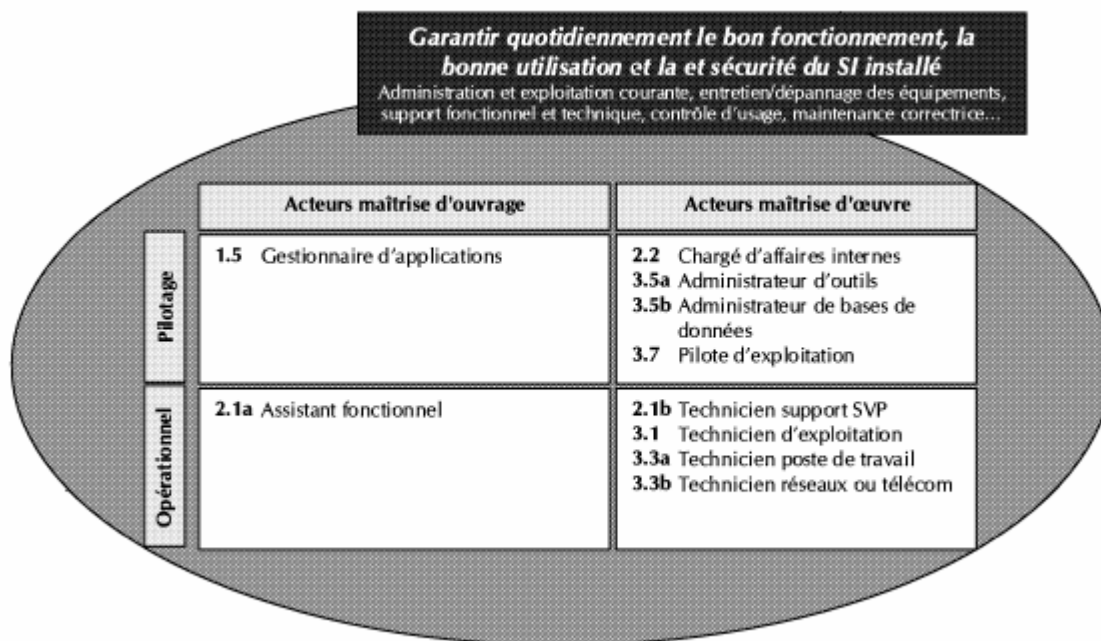 Garantir quotidiennement le bon fonctionnement, la
bonne utilisation et la et sécurité du SI installé
Administration et exploitation courante, entretien/dépannage des équipements,
support fonctionnel et technique, contrôle d'usage, maintenance correctrice...
Acteurs maîtrise d'ouvrage
Acteurs maîtrise d'œuvre
Pilotage
1.5 Gestionnaire d'applications
2.2 Chargé d'affaires internes
3.5a Administrateur d'outils
3.5b Administrateur de bases de
données
3.7 Pilote d'exploitation
Opérationnel
2.1a Assistant fonctionnel
2.1b Technicien support SVP
3.1 Technicien d'exploitation
3.3a Technicien poste de travail
3.3b Technicien réseaux ou télécom